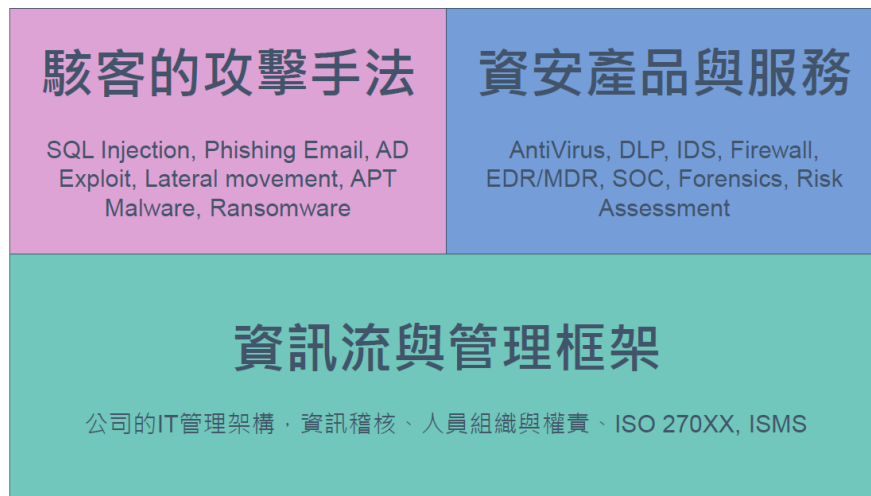 駭客的攻擊手法
SQL Injection, Phishing Email, AD
Exploit, Lateral movement, APT
Malware, Ransomware
資安產品與服務
AntiVirus, DLP, IDS, Firewall,
EDR/MDR, SOC, Forensics, Risk
Assessment
資訊流與管理框架
公司的IT管理架構，資訊稽核、人員組織與權責、ISO 270XX, ISMS